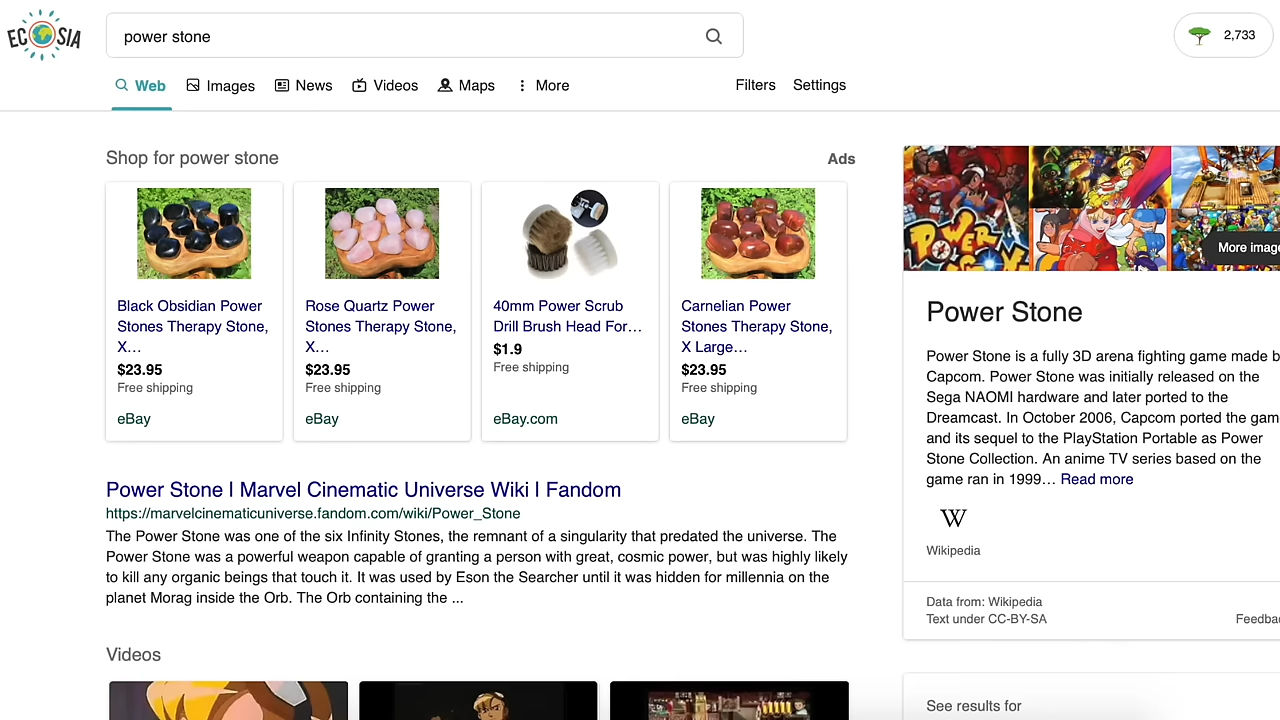 ECOSIA
power stone
2,733
Web
Images
News
Videos
Maps
More
Filters
Settings
Shop for power stone
Ads
Black Obsidian Power
Stones Therapy Stone,
X…
$23.95
Free shipping
eBay
Rose Quartz Power
Stones Therapy Stone,
X…
$23.95
Free shipping
eBay
40mm Power Scrub
Drill Brush Head For…
$1.9
Free shipping
eBay.com
Carnelian Power
Stones Therapy Stone,
X Large…
$23.95
Free shipping
eBay
Power Stone | Marvel Cinematic Universe Wiki | Fandom
https://marvelcinematicuniverse.fandom.com/wiki/Power_Stone
The Power Stone was one of the six Infinity Stones, the remnant of a singularity that predated the universe. The
Power Stone was a powerful weapon capable of granting a person with great, cosmic power, but was highly likely
to kill any organic beings that touch it. It was used by Eson the Searcher until it was hidden for millennia on the
planet Morag inside the Orb. The Orb containing the ...
Videos
POWER
More image
Power Stone
Power Stone is a fully 3D arena fighting game made b
Capcom. Power Stone was initially released on the
Sega NAOMI hardware and later ported to the
Dreamcast. In October 2006, Capcom ported the gam
and its sequel to the PlayStation Portable as Power
Stone Collection. An anime TV series based on the
game ran in 1999… Read more
W
Wikipedia
Data from: Wikipedia
Text under CC-BY-SA
Feedba
See results for